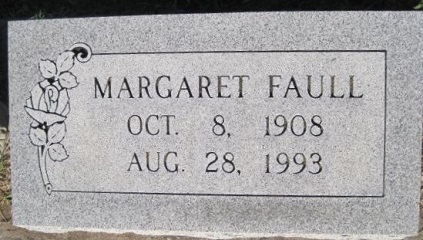 MARGARET FAULL
OCT. 8, 1908
AUG. 28, 1993